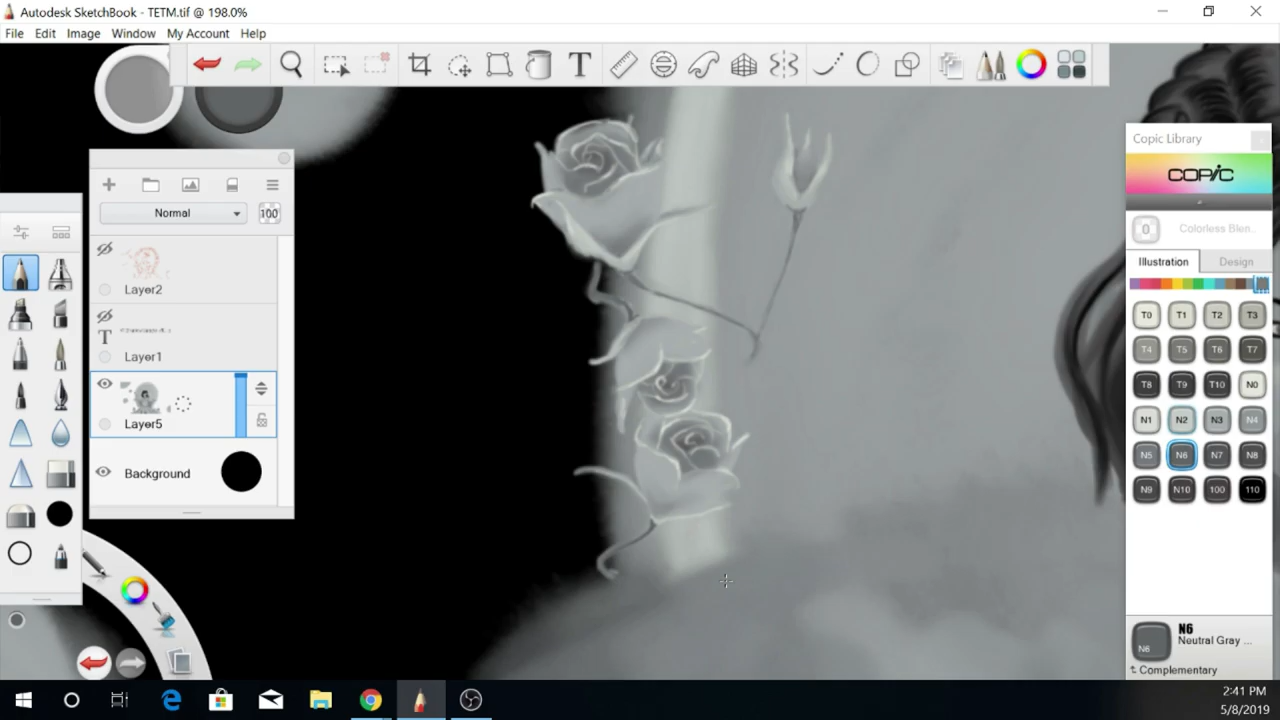 Autodesk SketchBook - TETM.tif @ 198.0%
File Edit Image Window My Account Help
T
Normal 100
Layer2
T
Layer1
Layer5
Background
Copic Library
COPIC
0 Colorless Blen..
Illustration Design
T0 T1 T2 T3
T4 T5 T6 T7
T8 T9 T10 N0
N1 N2 N3 N4
N5 N6 N7 N8
N9 N10 100 110
N6
Neutral Gray ...
N6
Complementary
2:41 PM
5/8/2019